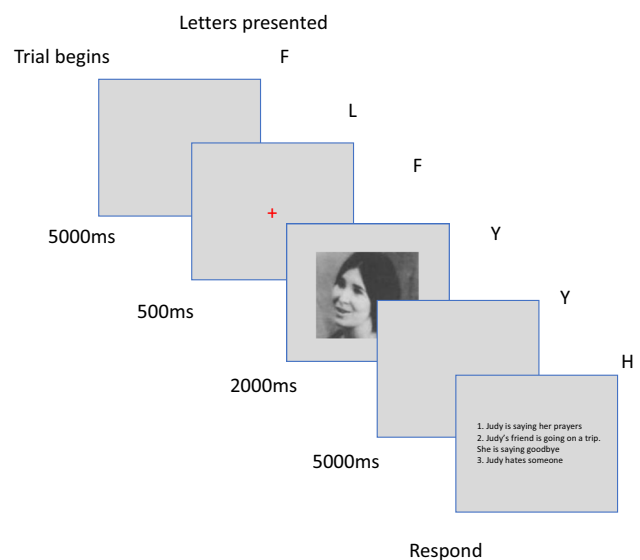 Letters presented
Trial begins
F
L
F
+
5000ms
Y
500ms
Y
2000ms
H
1. Judy is saying her prayers
2. Judy's friend is going on a trip.
She is saying goodbye
3. Judy hates someone
5000ms
Respond